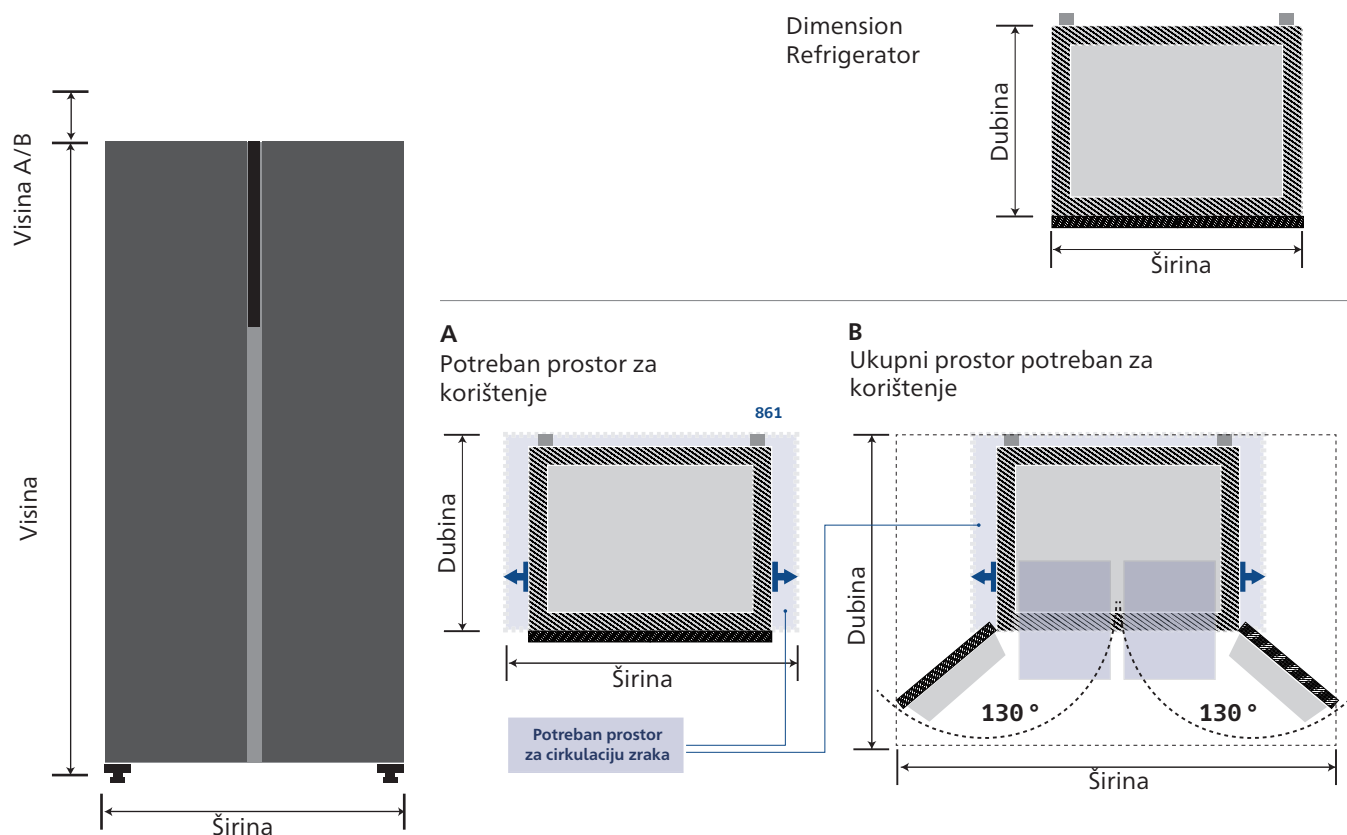 Dimension
Refrigerator
Dubina
Širina
Visina A/B
Visina
Širina
A
Potreban prostor za
korištenje
861
Dubina
Širina
Potreban prostor
za cirkulaciju zraka
B
Ukupni prostor potreban za
korištenje
Dubina
130°
130°
Širina